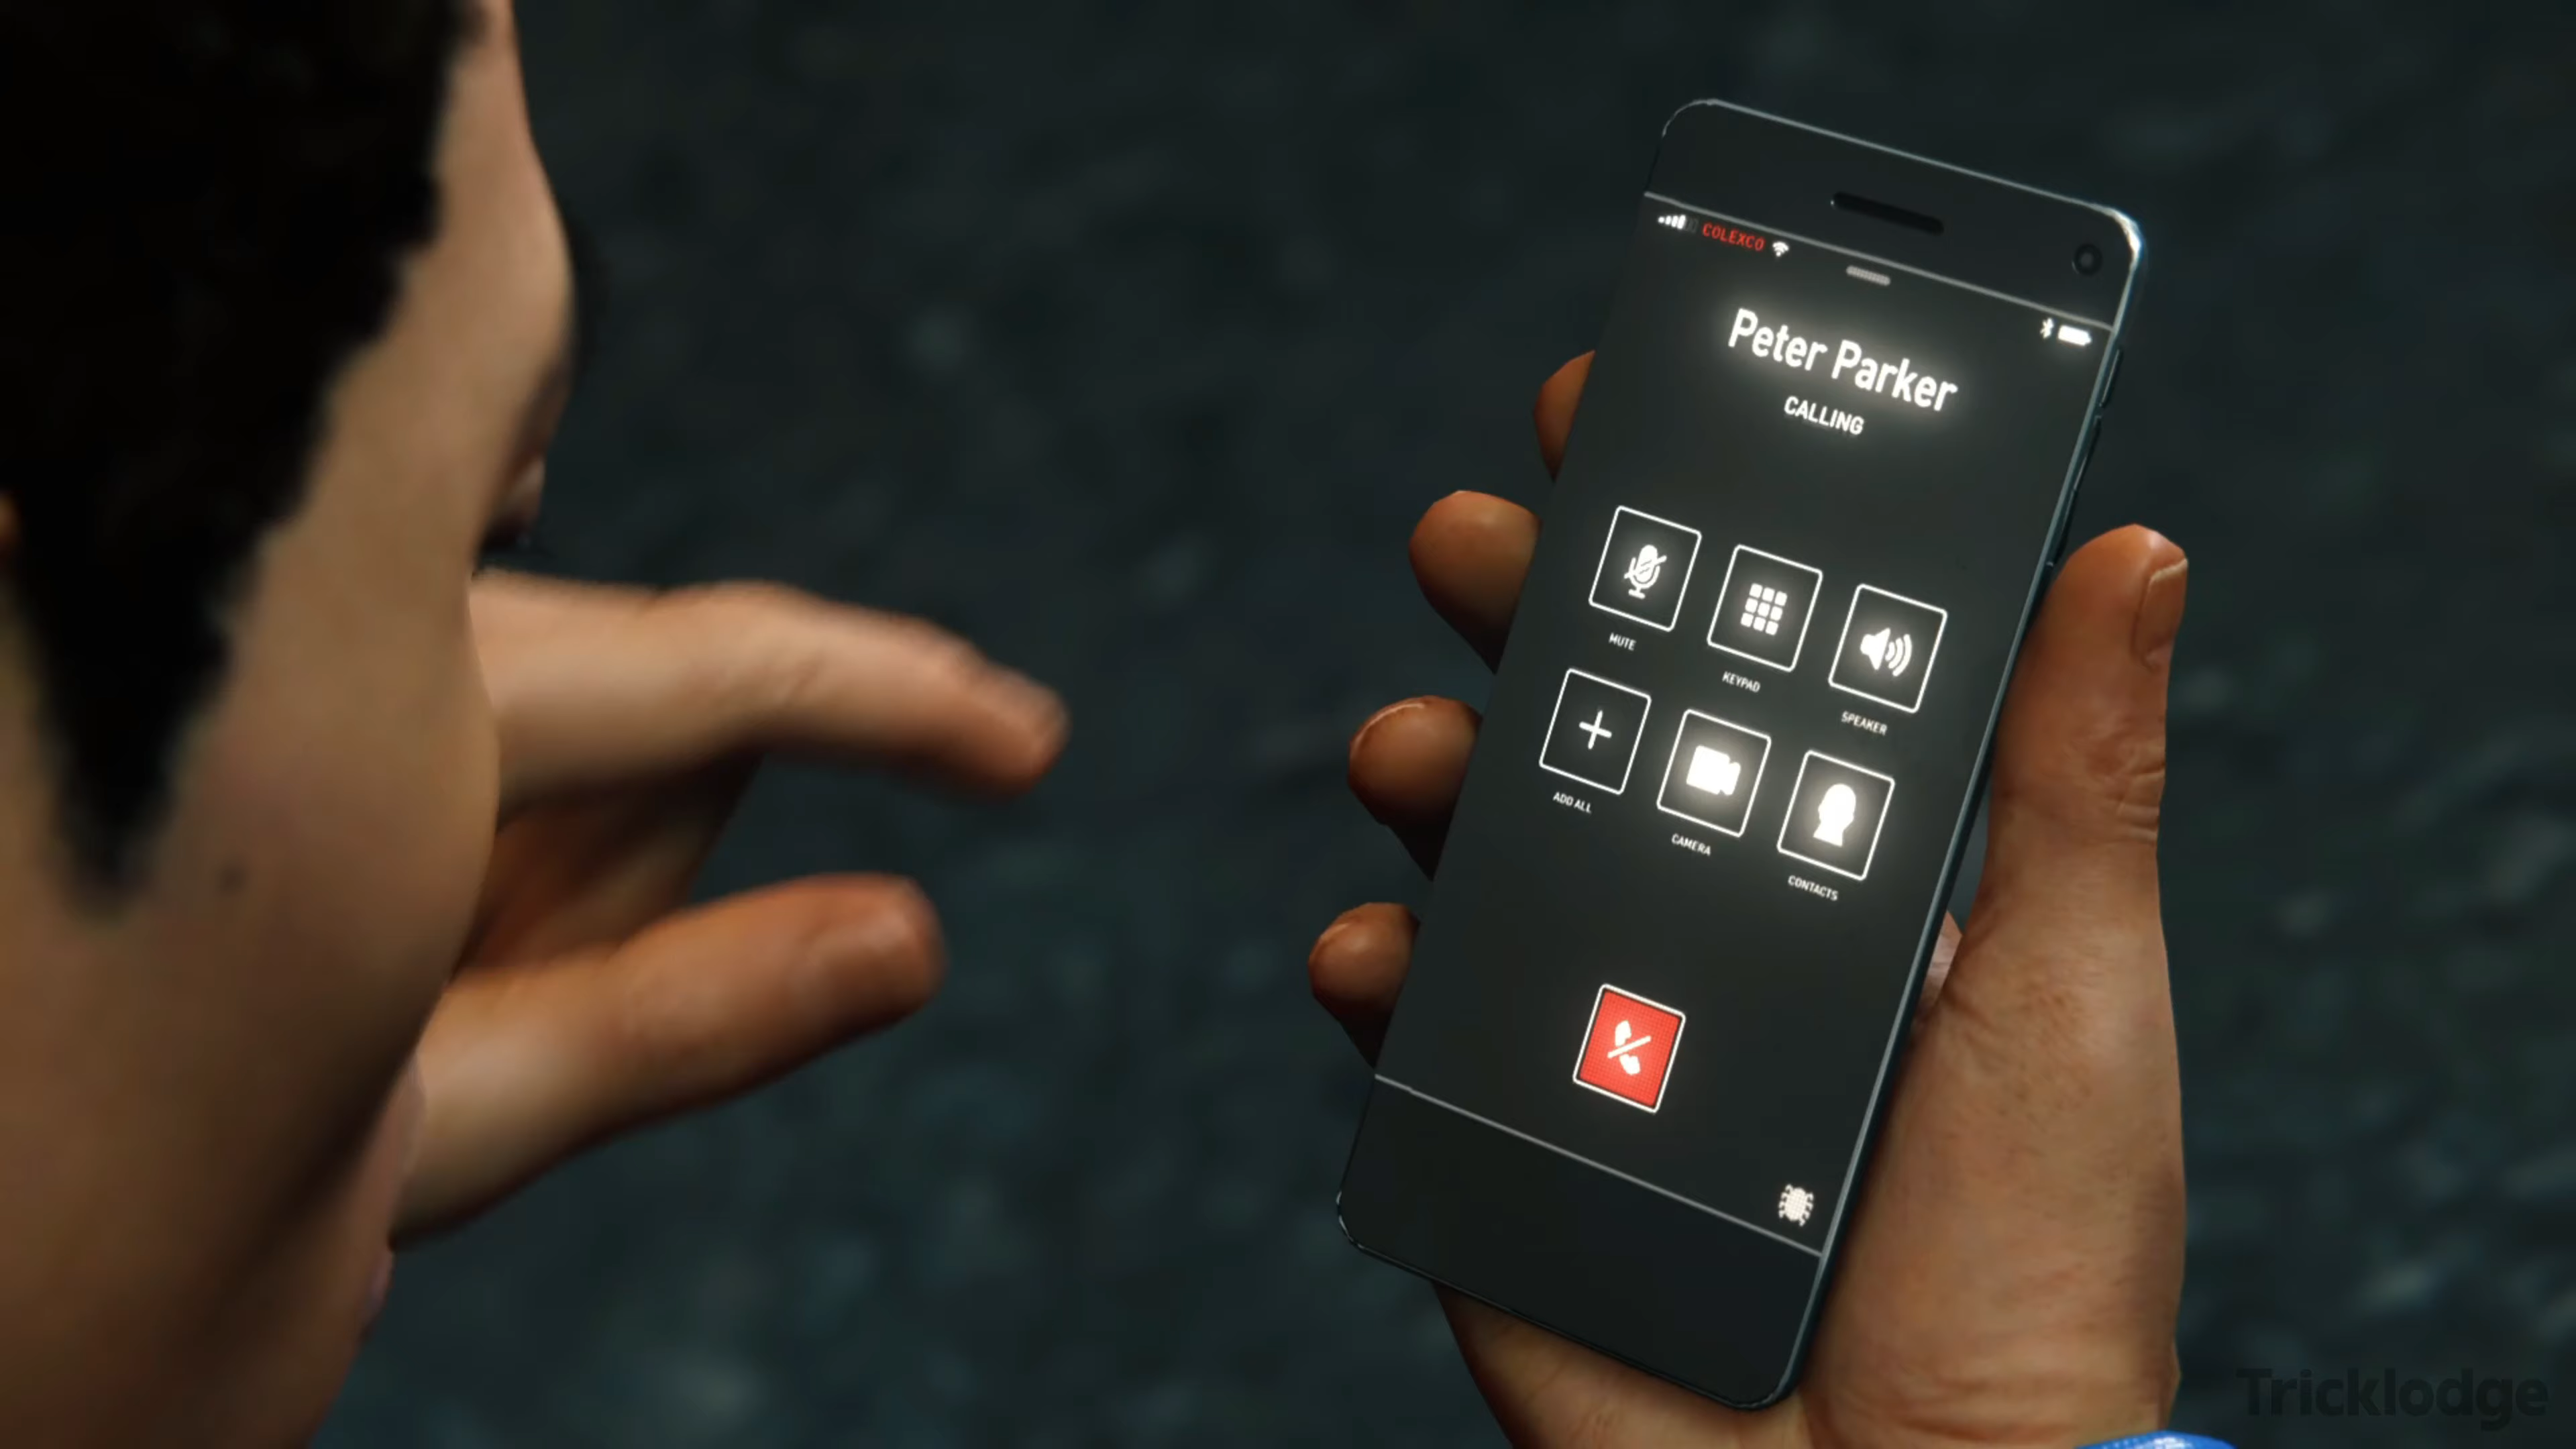 COLEXCO
Peter Parker
CALLING
MUTE
KEYPAD
SPEAKER
ADD ALL
CAMERA
CONTACTS
Tricklodge